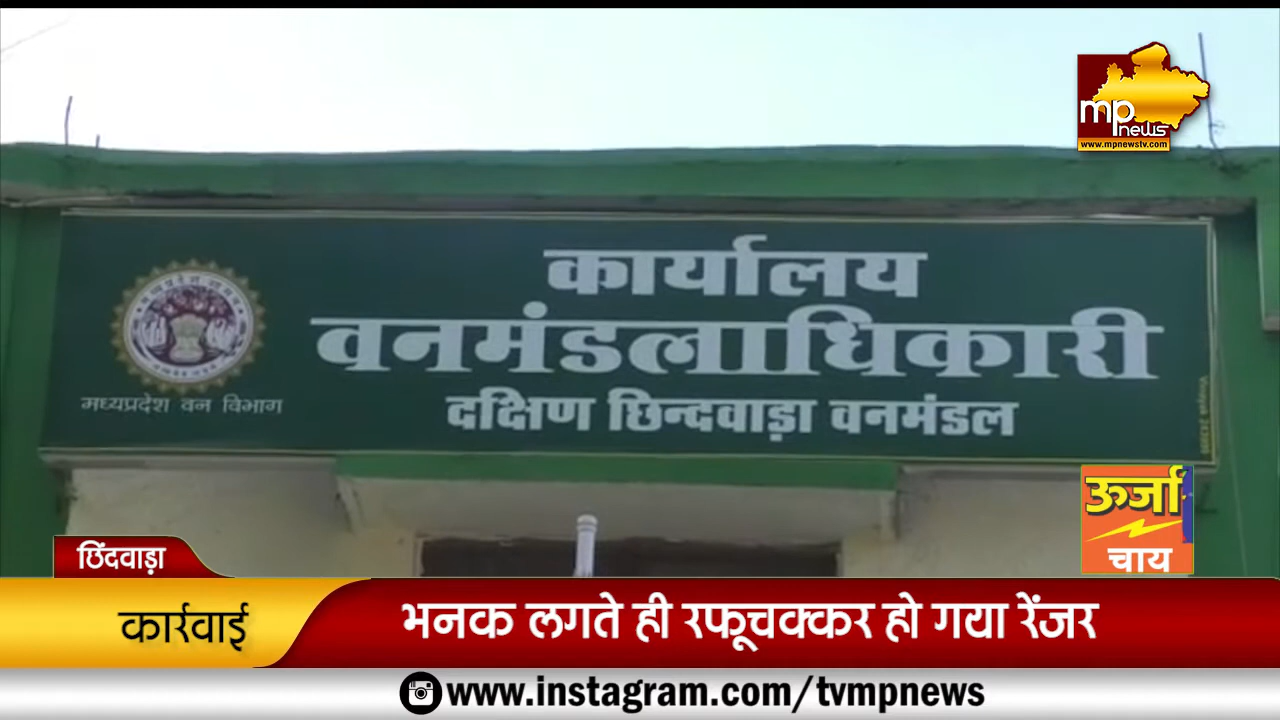 mp
news
www.mpnewstv.com
कार्यालय
वनमंडलाधिकारी
दक्षिण छिन्दवाड़ा वनमंडल
मध्यप्रदेश वन विभाग
ऊर्जा
चाय
छिंदवाड़ा
कार्रवाई
भनक लगते ही रफूचक्कर हो गया रेंजर
www.instagram.com/tvmpnews